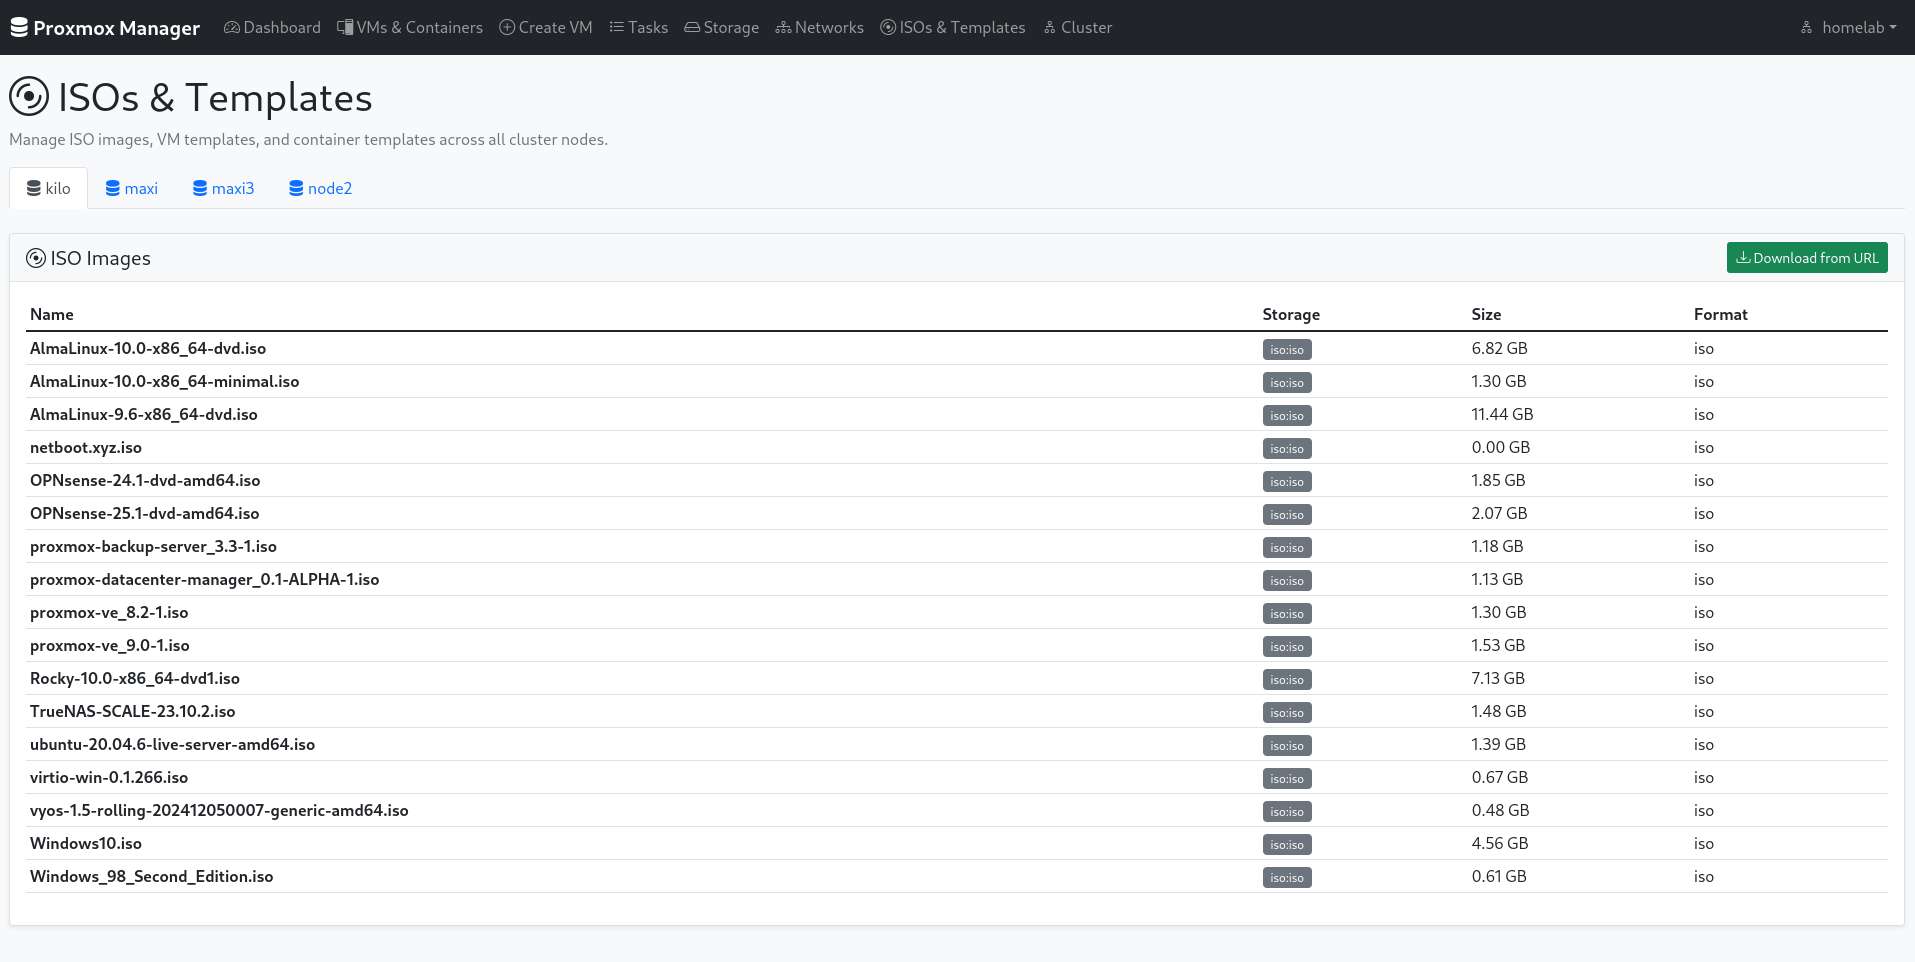 Proxmox Manager Dashboard VMs & Containers Create VM Tasks Storage Networks ISOs & Templates Cluster homelab
ISOs & Templates
Manage ISO images, VM templates, and container templates across all cluster nodes.
kilo maxi maxi3 node2
ISO Images Download from URL
Name Storage Size Format
AlmaLinux-10.0-x86_64-dvd.iso iso:iso 6.82 GB iso
AlmaLinux-10.0-x86_64-minimal.iso iso:iso 1.30 GB iso
AlmaLinux-9.6-x86_64-dvd.iso iso:iso 11.44 GB iso
netboot.xyz.iso iso:iso 0.00 GB iso
OPNsense-24.1-dvd-amd64.iso iso:iso 1.85 GB iso
OPNsense-25.1-dvd-amd64.iso iso:iso 2.07 GB iso
proxmox-backup-server_3.3-1.iso iso:iso 1.18 GB iso
proxmox-datacenter-manager_0.1-ALPHA-1.iso iso:iso 1.13 GB iso
proxmox-ve_8.2-1.iso iso:iso 1.30 GB iso
proxmox-ve_9.0-1.iso iso:iso 1.53 GB iso
Rocky-10.0-x86_64-dvd1.iso iso:iso 7.13 GB iso
TrueNAS-SCALE-23.10.2.iso iso:iso 1.48 GB iso
ubuntu-20.04.6-live-server-amd64.iso iso:iso 1.39 GB iso
virtio-win-0.1.266.iso iso:iso 0.67 GB iso
vyos-1.5-rolling-202412050007-generic-amd64.iso iso:iso 0.48 GB iso
Windows10.iso iso:iso 4.56 GB iso
Windows_98_Second_Edition.iso iso:iso 0.61 GB iso